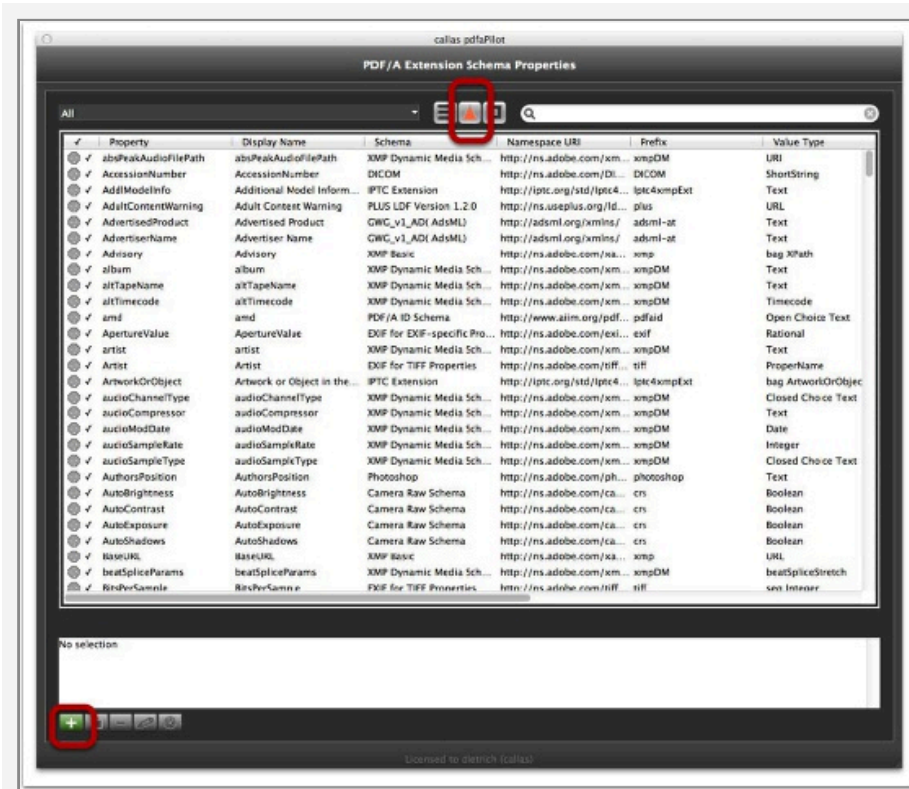 callas pdfaPilot
PDF/A Extension Schema Properties
All
✓ Property Display Name Schema Namespace URI Prefix Value Type
✓ absPeakAudioFilePath absPeakAudioFilePath XMP Dynamic Media Sch... http://ns.adobe.com/xm... xmpDM URI
✓ AccessionNumber AccessionNumber DICOM http://ns.adobe.com/DI... DICOM ShortString
✓ AddlModelInfo Additional Model Inform... IPTC Extension http://iptc.org/std/Iptc4... Iptc4xmpExt Text
✓ AdultContentWarning Adult Content Warning PLUS LDF Version 1.2.0 http://ns.useplus.org/ld... plus URL
✓ AdvertisedProduct Advertised Product GWG_v1_AD( AdsML) http://adsml.org/xmlns/ adsml-at Text
✓ AdvertiserName Advertiser Name GWG_v1_AD( AdsML) http://adsml.org/xmlns/ adsml-at Text
✓ Advisory Advisory XMP Basic http://ns.adobe.com/xa... xmp bag XPath
✓ album album XMP Dynamic Media Sch... http://ns.adobe.com/xm... xmpDM Text
✓ altTapeName altTapeName XMP Dynamic Media Sch... http://ns.adobe.com/xm... xmpDM Text
✓ altTimecode altTimecode XMP Dynamic Media Sch... http://ns.adobe.com/xm... xmpDM Timecode
✓ amd amd PDF/A ID Schema http://www.aiim.org/pdf... pdfaid Open Choice Text
✓ ApertureValue ApertureValue EXIF for EXIF-specific Pro... http://ns.adobe.com/exi... exif Rational
✓ artist artist XMP Dynamic Media Sch... http://ns.adobe.com/xm... xmpDM Text
✓ Artist Artist EXIF for TIFF Properties http://ns.adobe.com/tiff... tiff ProperName
✓ ArtworkOrObject Artwork or Object in the... IPTC Extension http://iptc.org/std/Iptc4... Iptc4xmpExt bag ArtworkOrObjec
✓ audioChannelType audioChannelType XMP Dynamic Media Sch... http://ns.adobe.com/xm... xmpDM Closed Choice Text
✓ audioCompressor audioCompressor XMP Dynamic Media Sch... http://ns.adobe.com/xm... xmpDM Text
✓ audioModDate audioModDate XMP Dynamic Media Sch... http://ns.adobe.com/xm... xmpDM Date
✓ audioSampleRate audioSampleRate XMP Dynamic Media Sch... http://ns.adobe.com/xm... xmpDM Integer
✓ audioSampleType audioSampleType XMP Dynamic Media Sch... http://ns.adobe.com/xm... xmpDM Closed Choice Text
✓ AuthorsPosition AuthorsPosition Photoshop http://ns.adobe.com/ph... photoshop Text
✓ AutoBrightness AutoBrightness Camera Raw Schema http://ns.adobe.com/ca... crs Boolean
✓ AutoContrast AutoContrast Camera Raw Schema http://ns.adobe.com/ca... crs Boolean
✓ AutoExposure AutoExposure Camera Raw Schema http://ns.adobe.com/ca... crs Boolean
✓ AutoShadows AutoShadows Camera Raw Schema http://ns.adobe.com/ca... crs Boolean
✓ BaseURL BaseURL XMP Basic http://ns.adobe.com/xa... xmp URL
✓ beatSpliceParams beatSpliceParams XMP Dynamic Media Sch... http://ns.adobe.com/xm... xmpDM beatSpliceStretch
✓ BitsPerSample BitsPerSample EXIF for TIFF Properties http://ns.adobe.com/tiff... tiff seq Integer
No selection
Licensed to dietrich (callas)